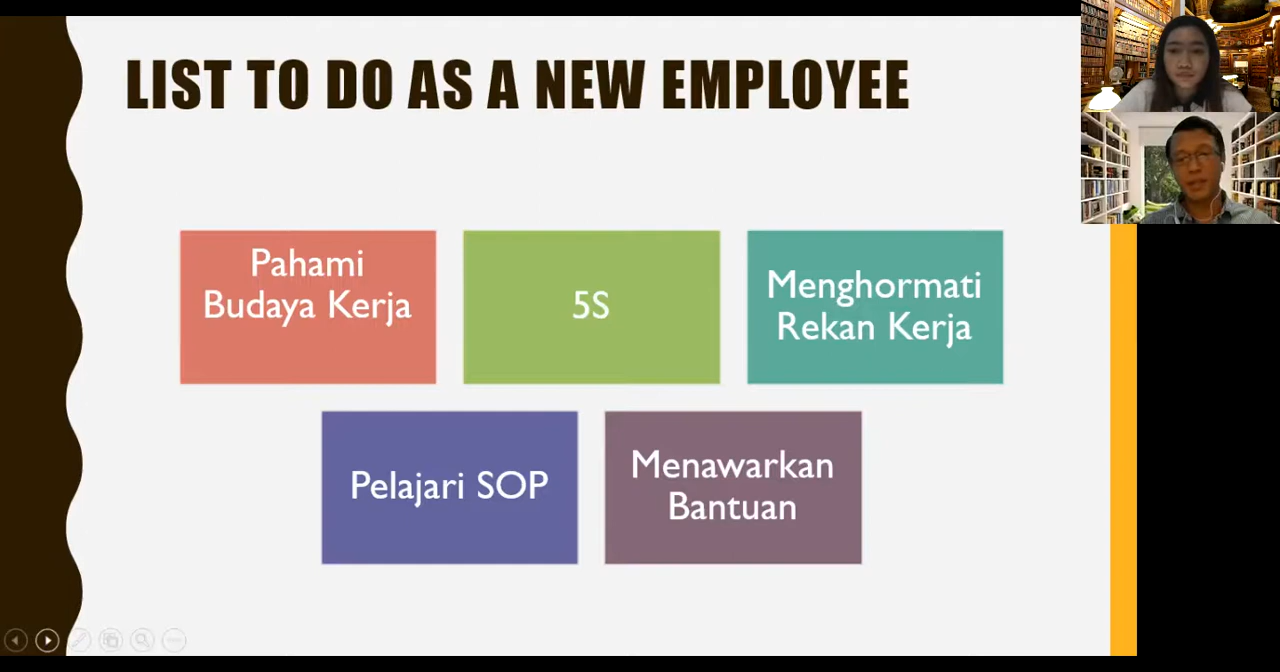 LIST TO DO AS A NEW EMPLOYEE
Pahami
Budaya Kerja
5S
Menghormati
Rekan Kerja
Pelajari SOP
Menawarkan
Bantuan